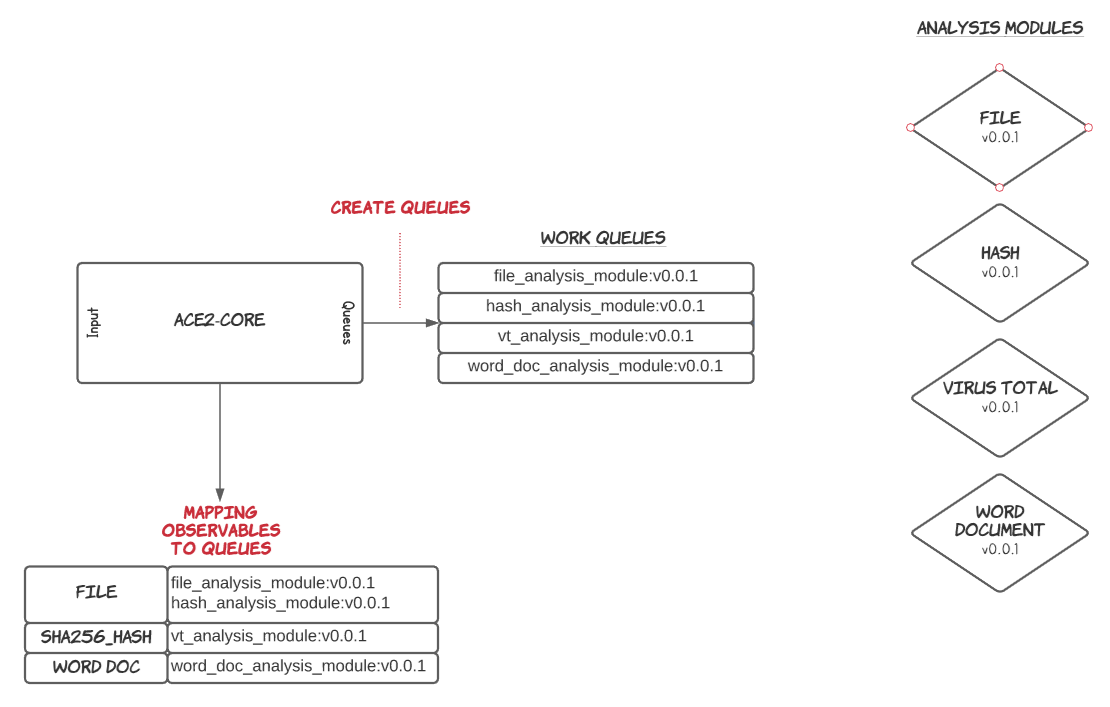 ANALYSIS MODULES
FILE
v0.0.1
HASH
v0.0.1
VIRUS TOTAL
v0.0.1
WORD
DOCUMENT
v0.0.1
CREATE QUEUES
WORK QUEUES
file_analysis_module:v0.0.1
hash_analysis_module:v0.0.1
vt_analysis_module:v0.0.1
word_doc_analysis_module:v0.0.1
Input
ACE2-CORE
Queues
MAPPING
OBSERVABLES
TO QUEUES
FILE
file_analysis_module:v0.0.1
hash_analysis_module:v0.0.1
SHA256_HASH
vt_analysis_module:v0.0.1
WORD DOC
word_doc_analysis_module:v0.0.1